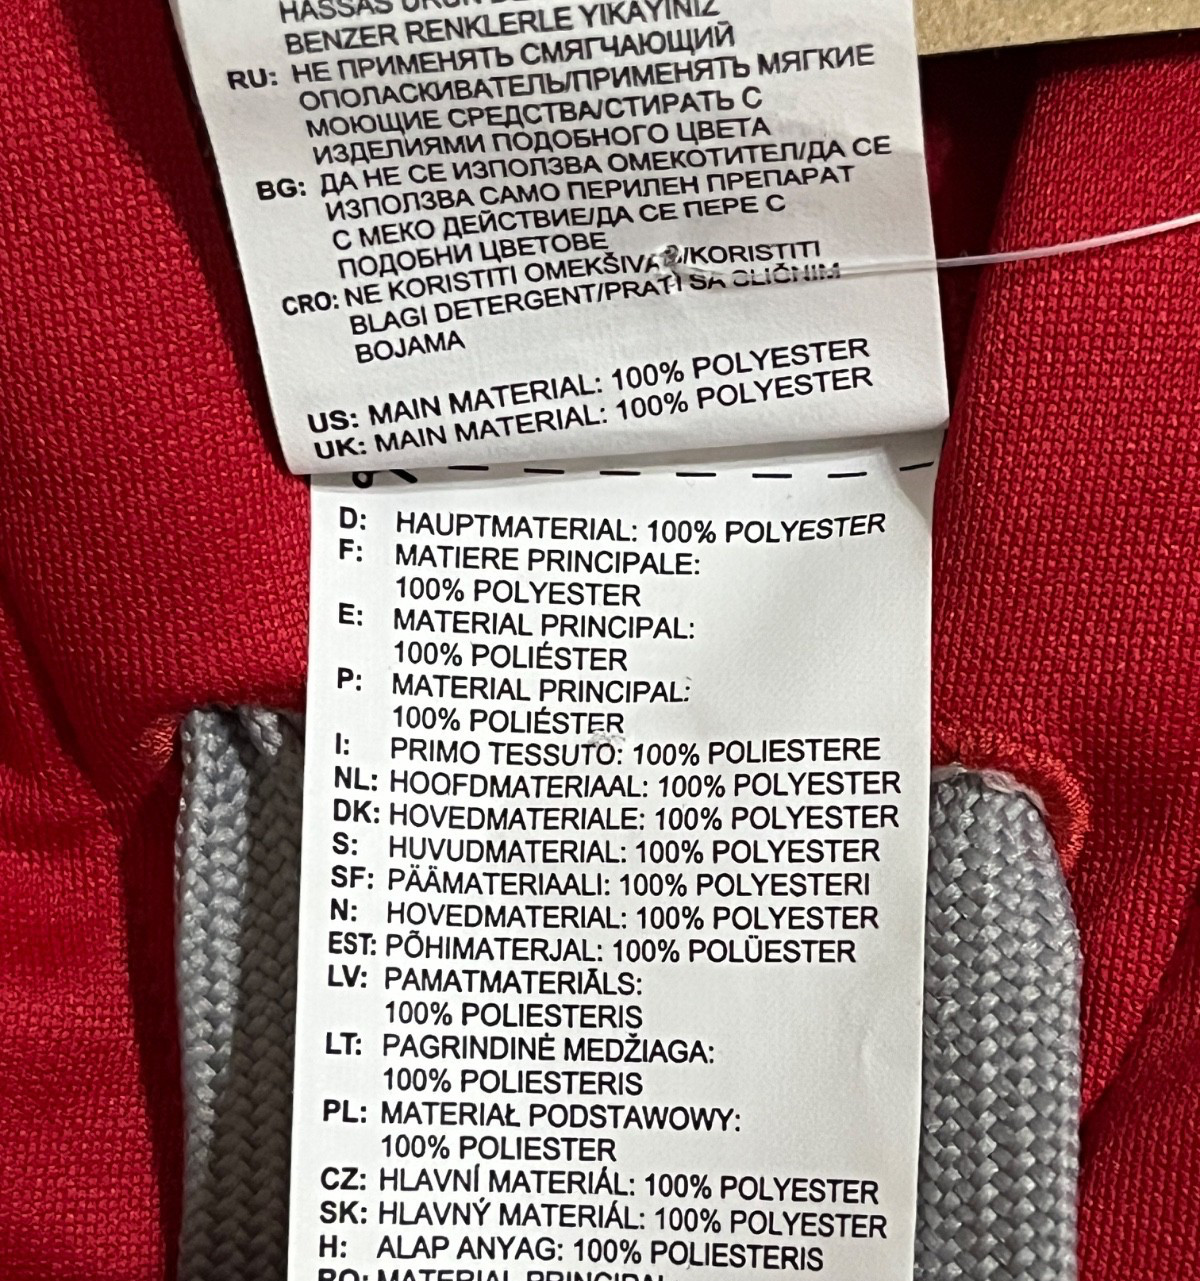 HASSAS ÜRÜN
BENZER RENKLERLE YIKAYINIZ
RU: НЕ ПРИМЕНЯТЬ СМЯГЧАЮЩИЙ
ОПОЛАСКИВАТЕЛЬ/ПРИМЕНЯТЬ МЯГКИЕ
МОЮЩИЕ СРЕДСТВА/СТИРАТЬ С
ИЗДЕЛИЯМИ ПОДОБНОГО ЦВЕТА
BG: ДА НЕ СЕ ИЗПОЛЗВА ОМЕКОТИТЕЛ/ДА СЕ
ИЗПОЛЗВА САМО ПЕРИЛЕН ПРЕПАРАТ
С МЕКО ДЕЙСТВИЕ/ДА СЕ ПЕРЕ С
ПОДОБНИ ЦВЕТОВЕ
CRO: NE KORISTITI OMEKŠIVAČ/KORISTITI
BLAGI DETERGENT/PRATI SA SLIČNIM
BOJAMA
US: MAIN MATERIAL: 100% POLYESTER
UK: MAIN MATERIAL: 100% POLYESTER
D: HAUPTMATERIAL: 100% POLYESTER
F: MATIERE PRINCIPALE:
100% POLYESTER
E: MATERIAL PRINCIPAL:
100% POLIÉSTER
P: MATERIAL PRINCIPAL:
100% POLIÉSTER
I: PRIMO TESSUTO: 100% POLIESTERE
NL: HOOFDMATERIAAL: 100% POLYESTER
DK: HOVEDMATERIALE: 100% POLYESTER
S: HUVUDMATERIAL: 100% POLYESTER
SF: PÄÄMATERIAALI: 100% POLYESTERI
N: HOVEDMATERIAL: 100% POLYESTER
EST: PÕHIMATERJAL: 100% POLÜESTER
LV: PAMATMATERIĀLS:
100% POLIESTERIS
LT: PAGRINDINĖ MEDŽIAGA:
100% POLIESTERIS
PL: MATERIAŁ PODSTAWOWY:
100% POLIESTER
CZ: HLAVNÍ MATERIÁL: 100% POLYESTER
SK: HLAVNÝ MATERIÁL: 100% POLYESTER
H: ALAP ANYAG: 100% POLIESTERIS
RO: MATERIAL PRINCIPAL